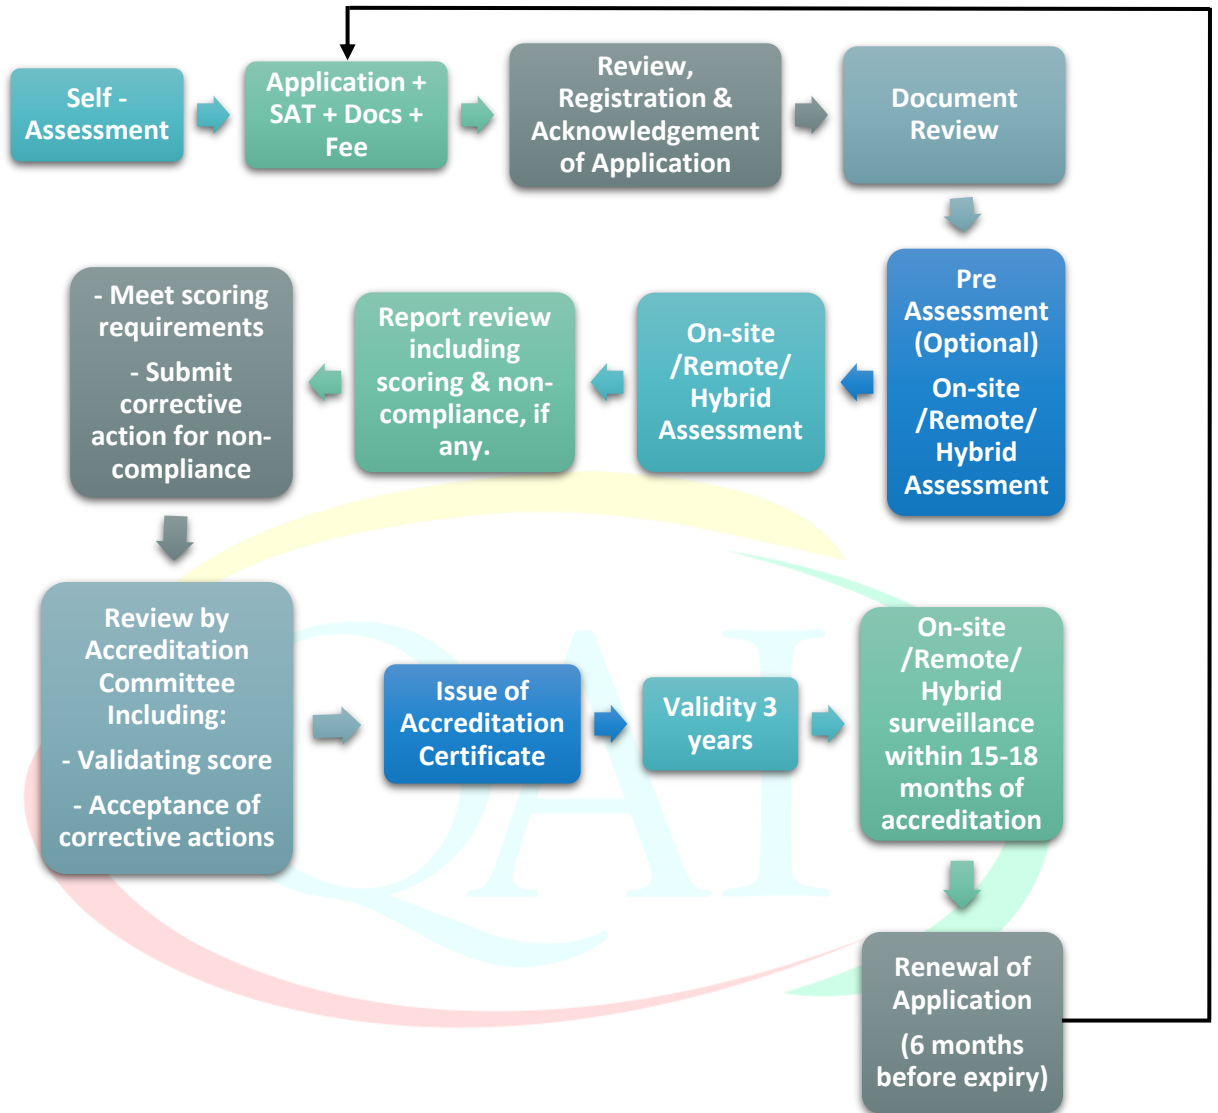 Self -
Assessment
Application +
SAT + Docs +
Fee
Review,
Registration &
Acknowledgement
of Application
Document
Review
Pre
Assessment
(Optional)
On-site
/Remote/
Hybrid
Assessment
On-site
/Remote/
Hybrid
Assessment
Report review
including
scoring & non-
compliance, if
any.
- Meet scoring
requirements
- Submit
corrective
action for non-
compliance
Review by
Accreditation
Committee
Including:
- Validating score
- Acceptance of
corrective actions
Issue of
Accreditation
Certificate
Validity 3
years
On-site
/Remote/
Hybrid
surveillance
within 15-18
months of
accreditation
Renewal of
Application
(6 months
before expiry)
QAI